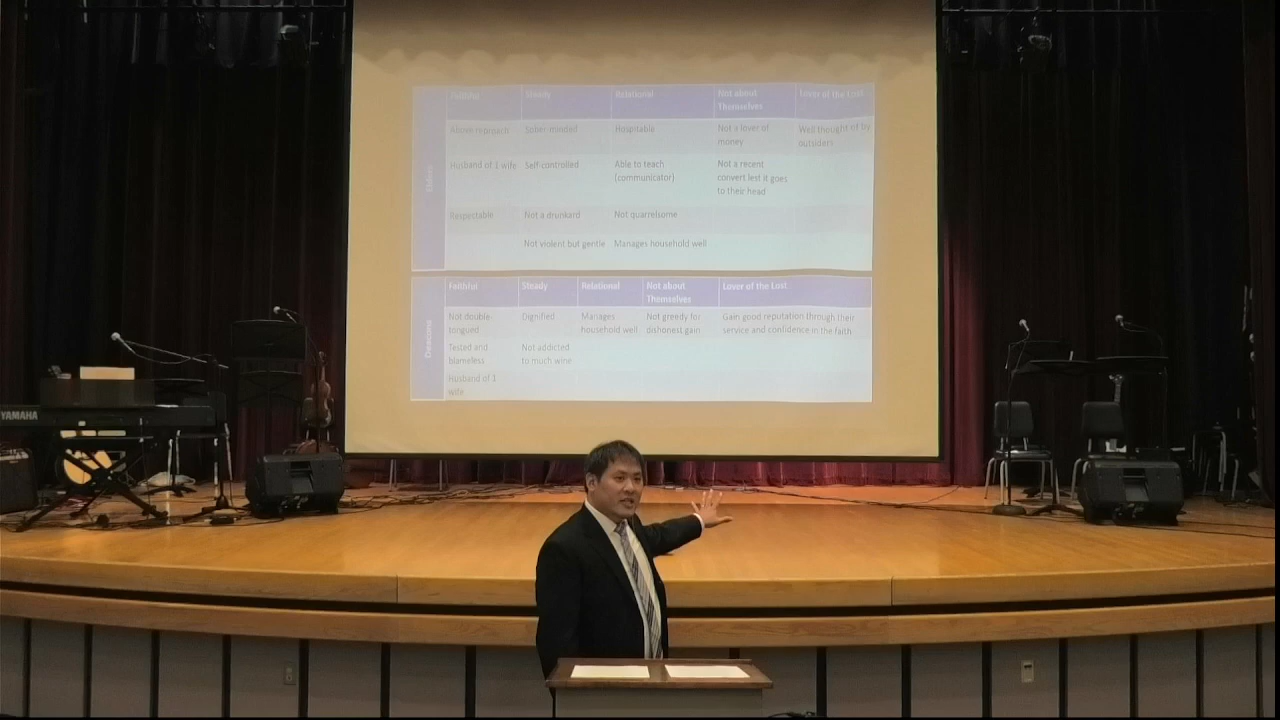 Faithful Steady Relational Not about Lover of the Lost
Themselves
Above reproach Sober-minded Hospitable Not a lover of Well thought of by
money outsiders
Husband of 1 wife Self-controlled Able to teach Not a recent
(communicator) convert lest it goes
to their head
Respectable Not a drunkard Not quarrelsome
Not violent but gentle Manages household well
Elders
Faithful Steady Relational Not about Lover of the Lost
Themselves
Not double- Dignified Manages Not greedy for Gain good reputation through their
tongued household well dishonest gain service and confidence in the faith
Tested and Not addicted
blameless to much wine
Husband of 1
wife
Deacons
YAMAHA